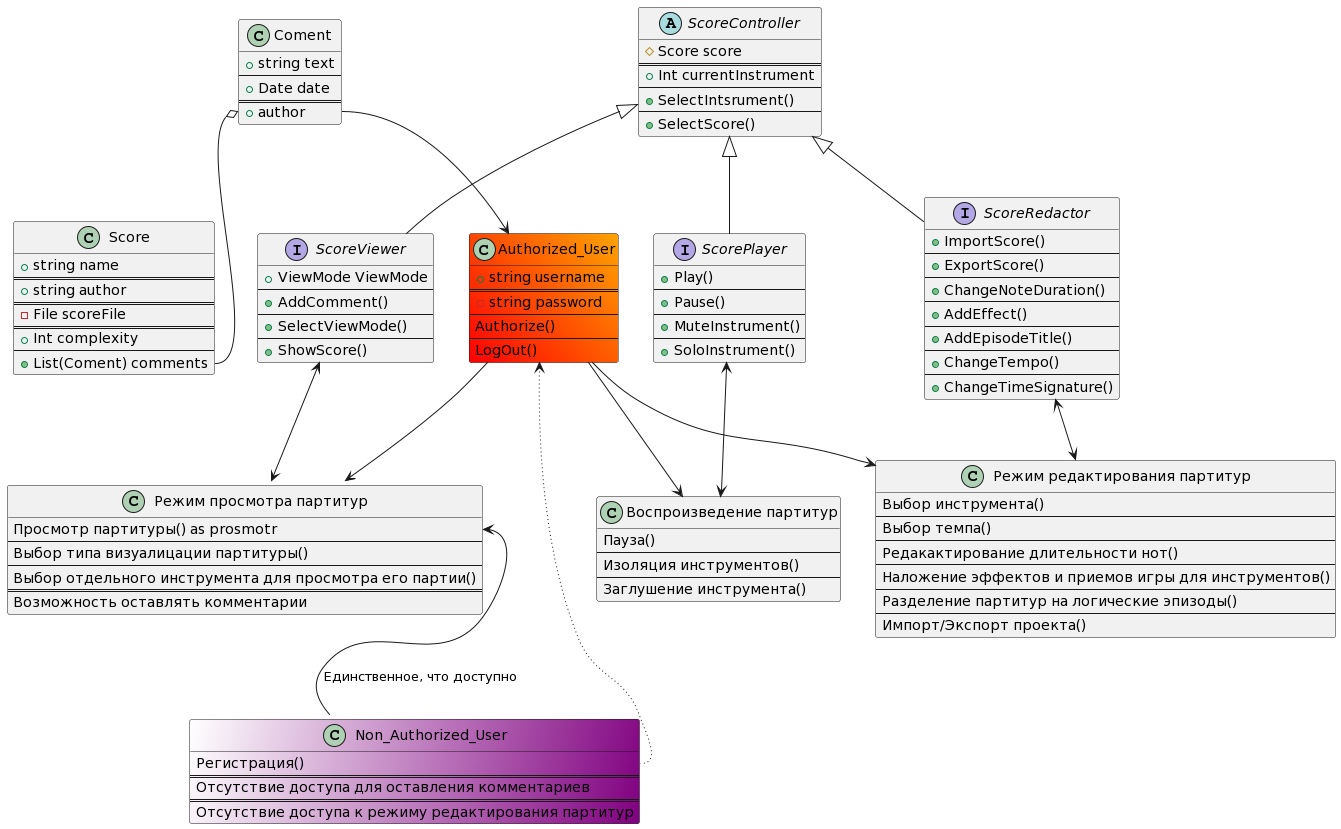 C Coment
string text
Date date
author
A ScoreController
Score score
Int currentInstrument
SelectIntsrument()
SelectScore()
C Score
string name
string author
File scoreFile
Int complexity
List(Coment) comments
I ScoreViewer
ViewMode ViewMode
AddComment()
SelectViewMode()
ShowScore()
C Authorized_User
string username
string password
Authorize()
LogOut()
I ScorePlayer
Play()
Pause()
MuteInstrument()
SoloInstrument()
I ScoreRedactor
ImportScore()
ExportScore()
ChangeNoteDuration()
AddEffect()
AddEpisodeTitle()
ChangeTempo()
ChangeTimeSignature()
C Режим просмотра партитур
Просмотр партитуры() as prosmotr
Выбор типа визуалицации партитуры()
Выбор отдельного инструмента для просмотра его партии()
Возможность оставлять комментарии
C Воспроизведение партитур
Пауза()
Изоляция инструментов()
Заглушение инструмента()
C Режим редактирования партитур
Выбор инструмента()
Выбор темпа()
Редакактирование длительности нот()
Наложение эффектов и приемов игры для инструментов()
Разделение партитур на логические эпизоды()
Импорт/Экспорт проекта()
Единственное, что доступно
C Non_Authorized_User
Регистрация()
Отсутствие доступа для оставления комментариев
Отсутствие доступа к режиму редактирования партитур